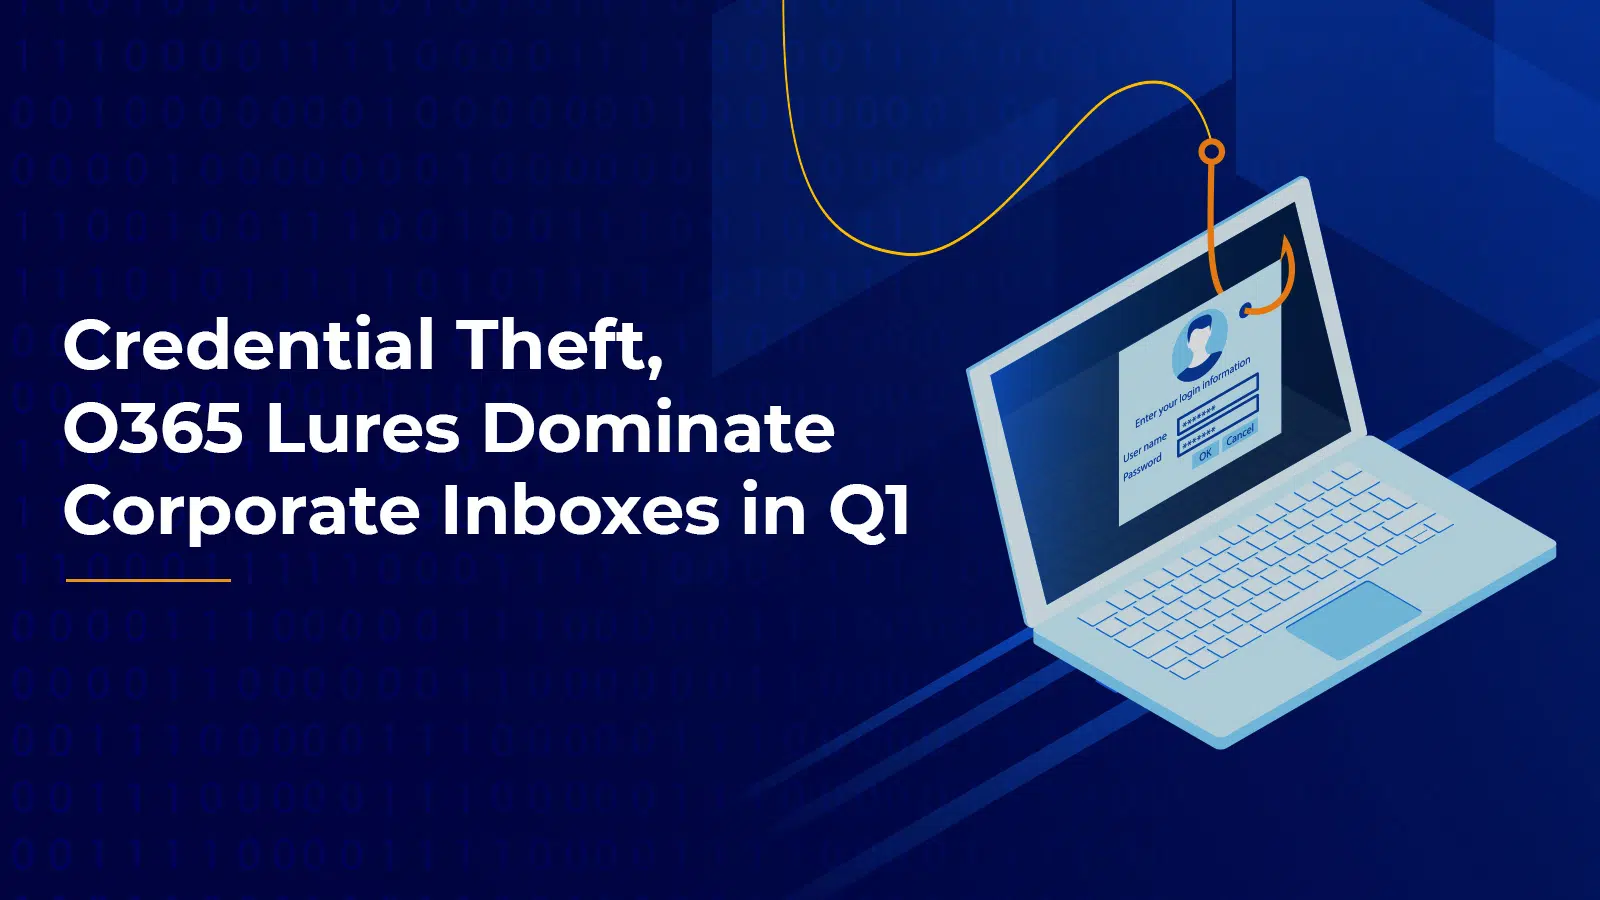 Credential Theft,
O365 Lures Dominate
Corporate Inboxes in Q1
Enter your login information
User name *******
Password *******
OK Cancel